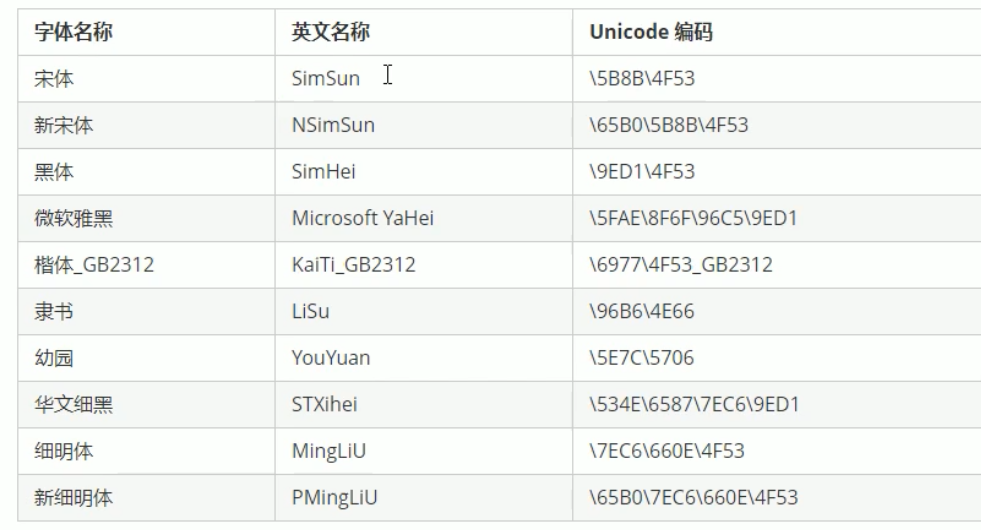 字体名称 英文名称 Unicode 编码
宋体 SimSun \5B8B\4F53
新宋体 NSimSun \65B0\5B8B\4F53
黑体 SimHei \9ED1\4F53
微软雅黑 Microsoft YaHei \5FAE\8F6F\96C5\9ED1
楷体_GB2312 KaiTi_GB2312 \6977\4F53_GB2312
隶书 LiSu \96B6\4E66
幼园 YouYuan \5E7C\5706
华文细黑 STXihei \534E\6587\7EC6\9ED1
细明体 MingLiU \7EC6\660E\4F53
新细明体 PMingLiU \65B0\7EC6\660E\4F53